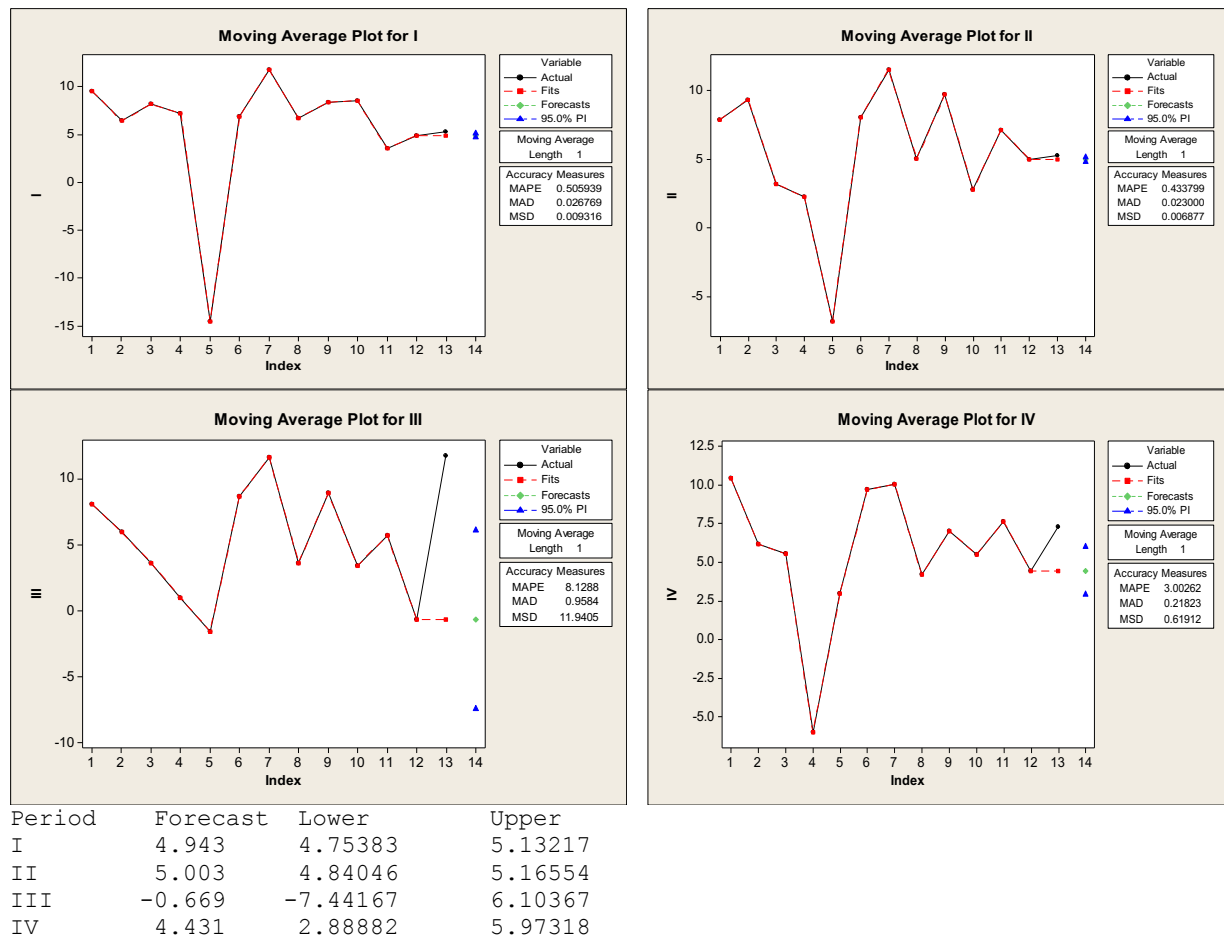 Moving Average Plot for I
10
5
0
-5
-10
-15
I
1 2 3 4 5 6 7 8 9 10 11 12 13 14
Index
Variable
Actual
Fits
Forecasts
95.0% PI
Moving Average
Length 1
Accuracy Measures
MAPE 0.505939
MAD 0.026769
MSD 0.009316
Moving Average Plot for II
10
5
0
-5
II
1 2 3 4 5 6 7 8 9 10 11 12 13 14
Index
Variable
Actual
Fits
Forecasts
95.0% PI
Moving Average
Length 1
Accuracy Measures
MAPE 0.433799
MAD 0.023000
MSD 0.006877
Moving Average Plot for III
10
5
0
-5
-10
III
1 2 3 4 5 6 7 8 9 10 11 12 13 14
Index
Variable
Actual
Fits
Forecasts
95.0% PI
Moving Average
Length 1
Accuracy Measures
MAPE 8.1288
MAD 0.9584
MSD 11.9405
Moving Average Plot for IV
12.5
10.0
7.5
5.0
2.5
0.0
-2.5
-5.0
IV
1 2 3 4 5 6 7 8 9 10 11 12 13 14
Index
Variable
Actual
Fits
Forecasts
95.0% PI
Moving Average
Length 1
Accuracy Measures
MAPE 3.00262
MAD 0.21823
MSD 0.61912
Period Forecast Lower Upper
I 4.943 4.75383 5.13217
II 5.003 4.84046 5.16554
III -0.669 -7.44167 6.10367
IV 4.431 2.88882 5.97318